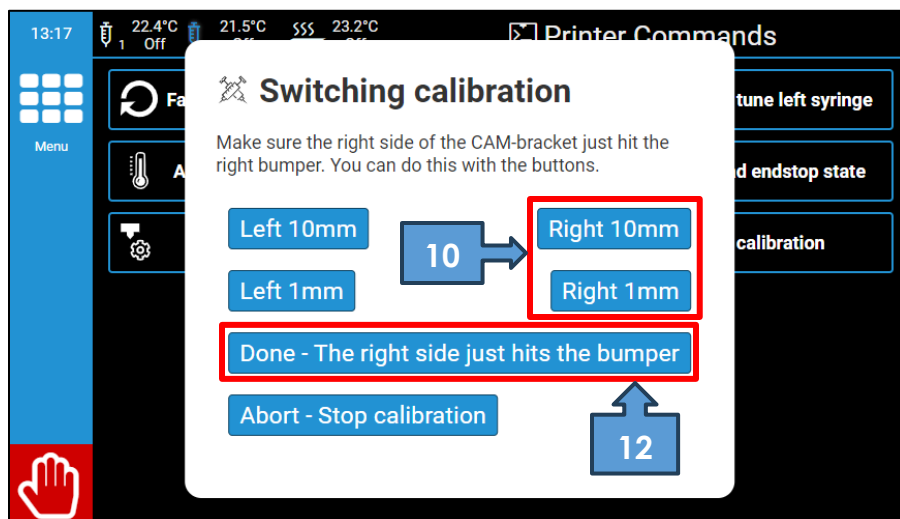 13:17
22.4°C
1 Off
21.5°C
23.2°C
Printer Commands
Menu
Fa
tune left syringe
A
d endstop state
calibration
Switching calibration
Make sure the right side of the CAM-bracket just hit the
right bumper. You can do this with the buttons.
Left 10mm
10
Right 10mm
Left 1mm
Right 1mm
Done - The right side just hits the bumper
Abort - Stop calibration
12